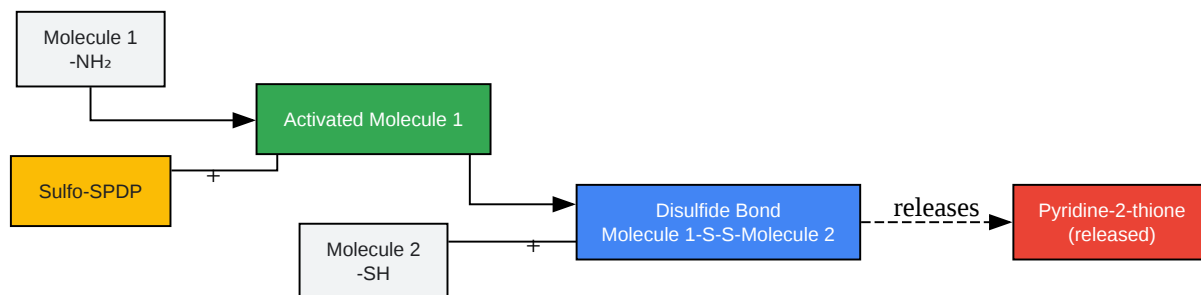 Molecule 1
-NH₂
Activated Molecule 1
Sulfo-SPDP
+
Disulfide Bond
Molecule 1-S-S-Molecule 2
releases
Pyridine-2-thione
(released)
Molecule 2
-SH
+